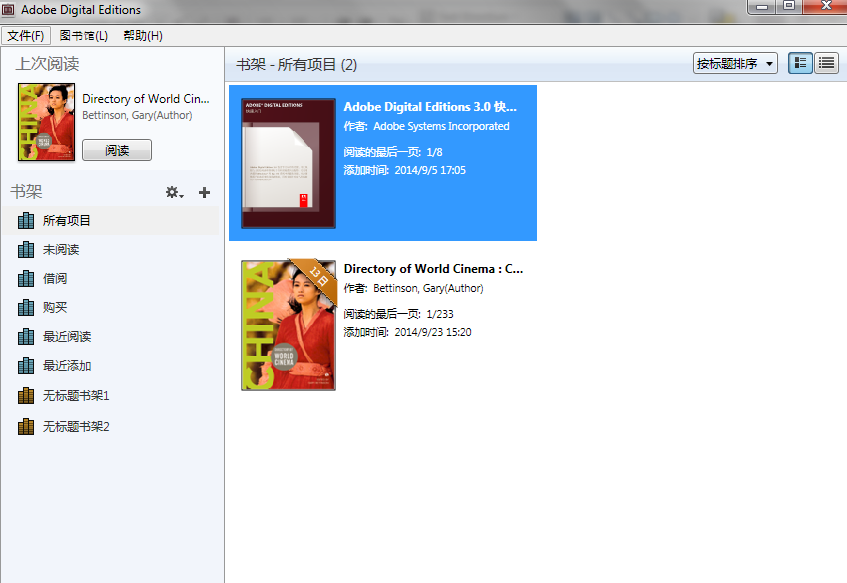 Adobe Digital Editions
文件(F) 图书馆(L) 帮助(H)
上次阅读
CHINA
WORLD CINEMA
Directory of World Cin...
Bettinson, Gary(Author)
阅读
书架
所有项目
未阅读
借阅
购买
最近阅读
最近添加
无标题书架1
无标题书架2
书架 - 所有项目 (2)
按标题排序
ADOBE® DIGITAL EDITIONS
快速入门
Adobe Digital Editions 3.0 快...
作者: Adobe Systems Incorporated
阅读的最后一页: 1/8
添加时间: 2014/9/5 17:05
13 日
CHINA
DIRECTORY OF
WORLD
CINEMA
Directory of World Cinema : C...
作者: Bettinson, Gary(Author)
阅读的最后一页: 1/233
添加时间: 2014/9/23 15:20